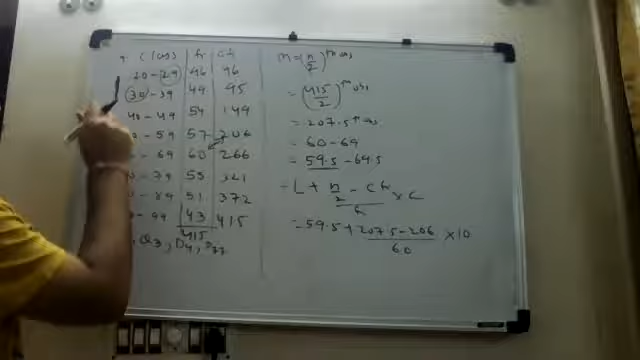 Class fr cf
20-29 46 46
30-39 49 95
40-49 54 149
-59 57 206
-69 60 266
-79 55 321
-89 51 372
-99 43 415
415
, Q3, D4, P77
M = (n/2)th obs
= (415/2)th obs
= 207.5th obs
= 60-69
= 59.5-69.5
= L + n/2 - cf / f × C
= 59.5 + 207.5-206 / 60 × 10